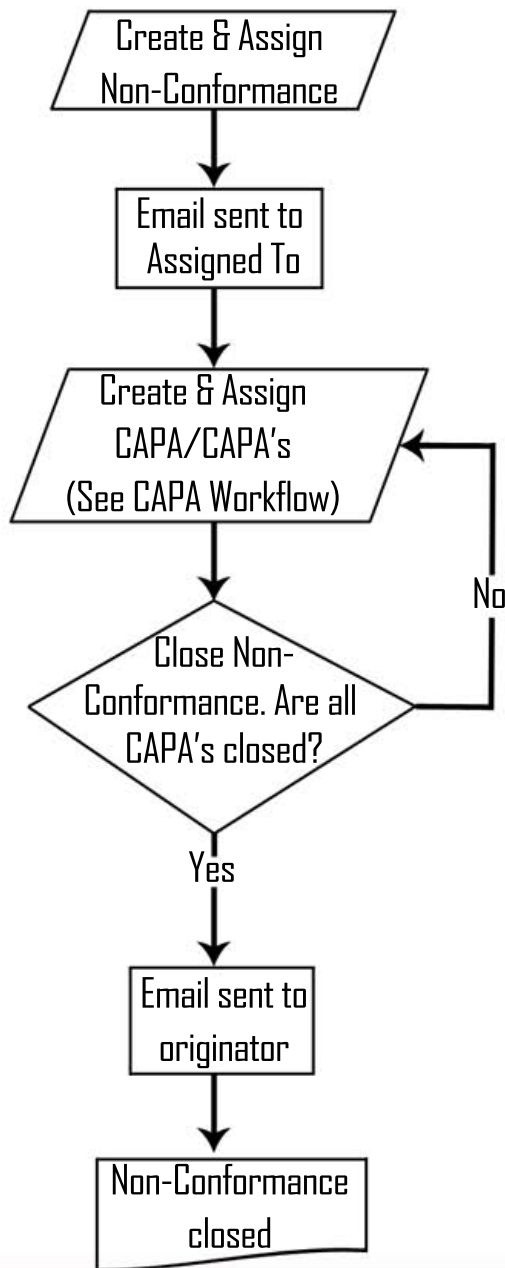 Create & Assign
Non-Conformance
Email sent to
Assigned To
Create & Assign
CAPA/CAPA's
(See CAPA Workflow)
No
Close Non-
Conformance. Are all
CAPA's closed?
Yes
Email sent to
originator
Non-Conformance
closed